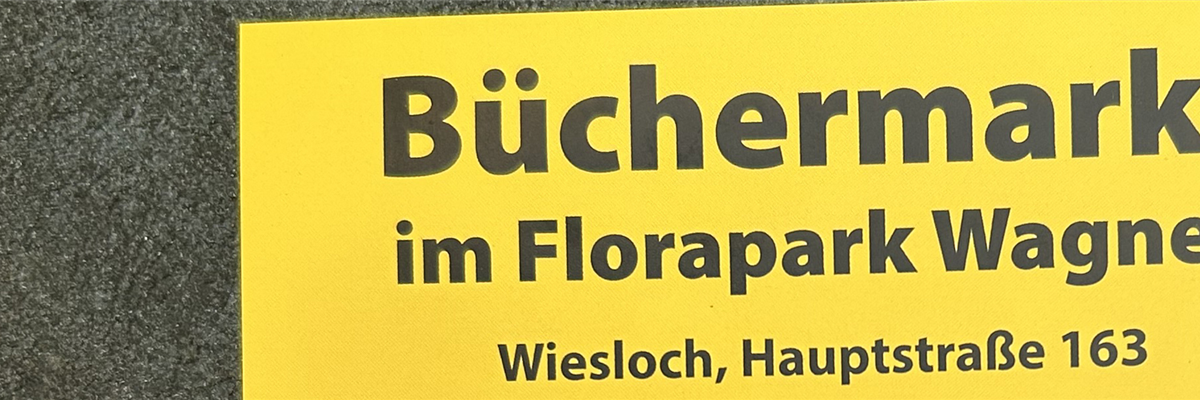 Büchermark
im Florapark Wagne
Wiesloch, Hauptstraße 163